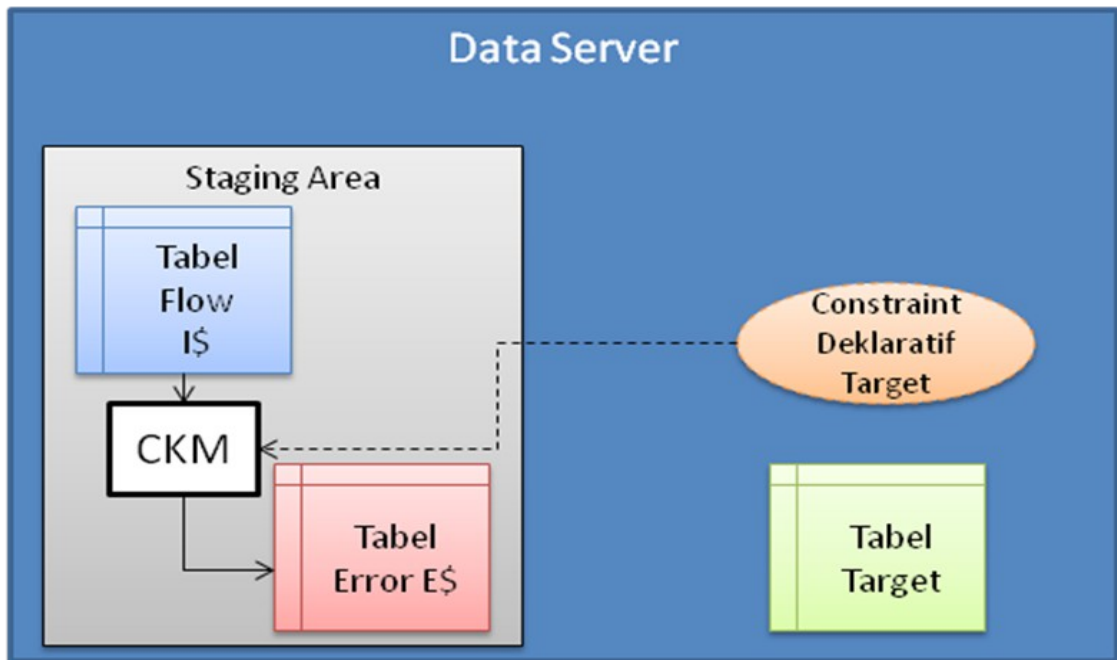 Data Server
Staging Area
Tabel
Flow
I$
CKM
Tabel
Error E$
Constraint
Deklaratif
Target
Tabel
Target